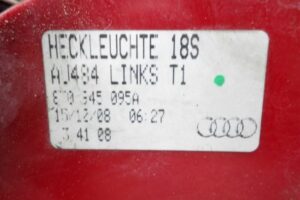 HECKLEUCHTE 18S
AJ484 LINKS T1
8T0 945 095A
15/12/08 06:27
3 41 08